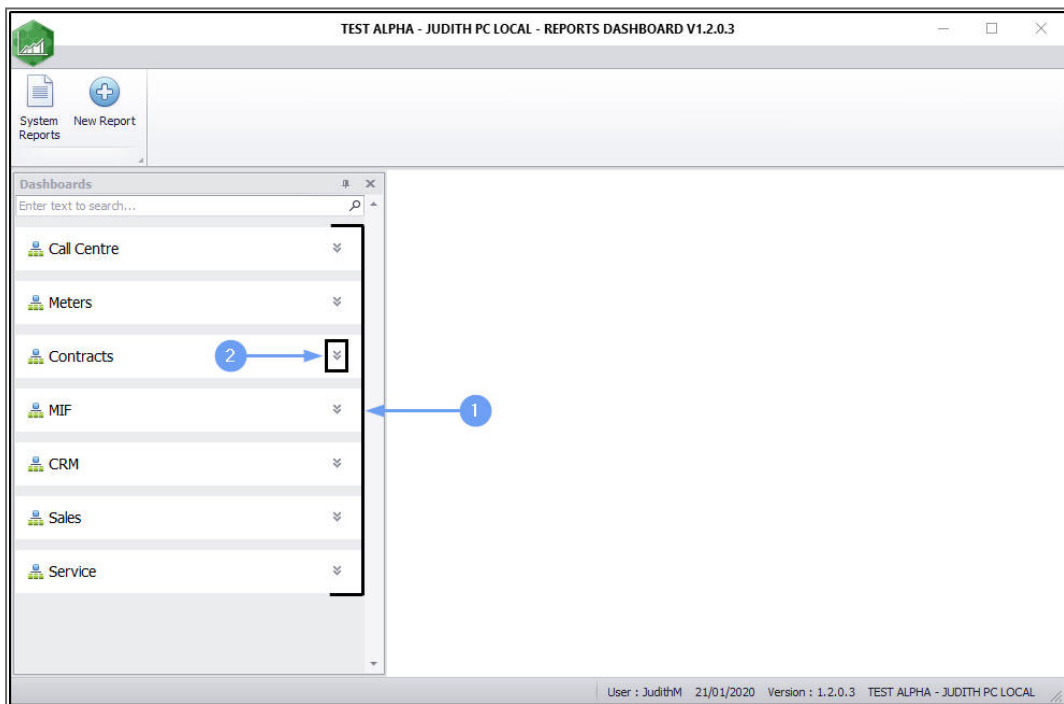 TEST ALPHA - JUDITH PC LOCAL - REPORTS DASHBOARD V1.2.0.3
System Reports
New Report
Dashboards
Enter text to search...
Call Centre
Meters
Contracts
2
MIF
1
CRM
Sales
Service
User : JudithM 21/01/2020 Version : 1.2.0.3 TEST ALPHA - JUDITH PC LOCAL